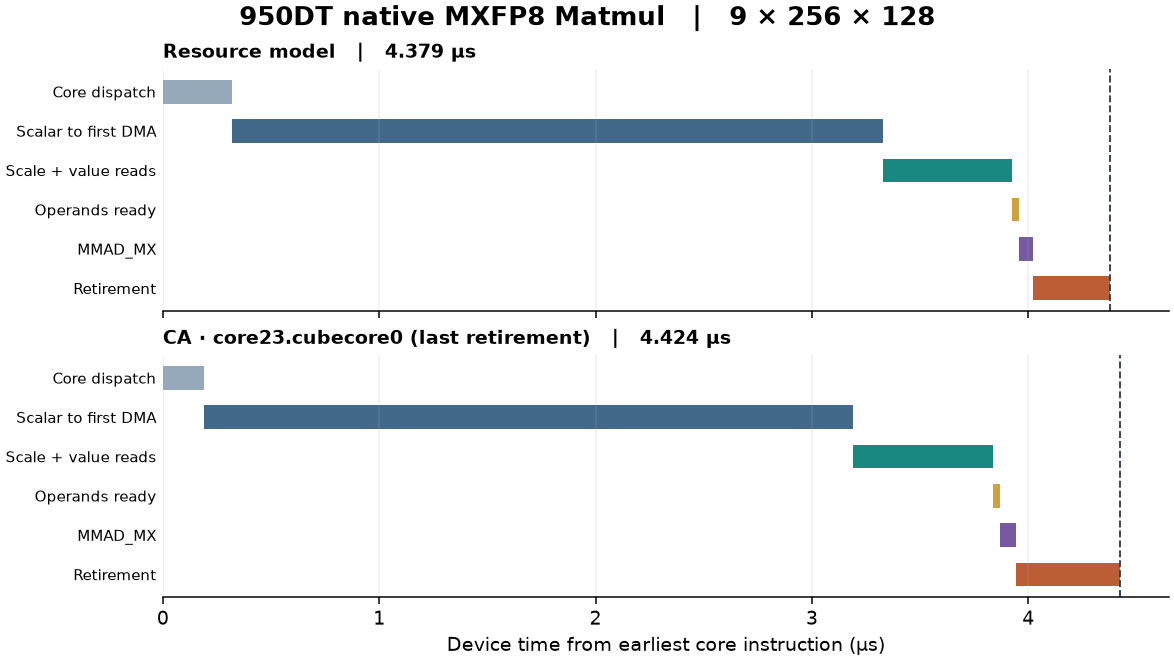 950DT native MXFP8 Matmul | 9 × 256 × 128
Resource model | 4.379 µs
Core dispatch
Scalar to first DMA
Scale + value reads
Operands ready
MMAD_MX
Retirement
CA · core23.cubecore0 (last retirement) | 4.424 µs
Core dispatch
Scalar to first DMA
Scale + value reads
Operands ready
MMAD_MX
Retirement
0 1 2 3 4
Device time from earliest core instruction (µs)